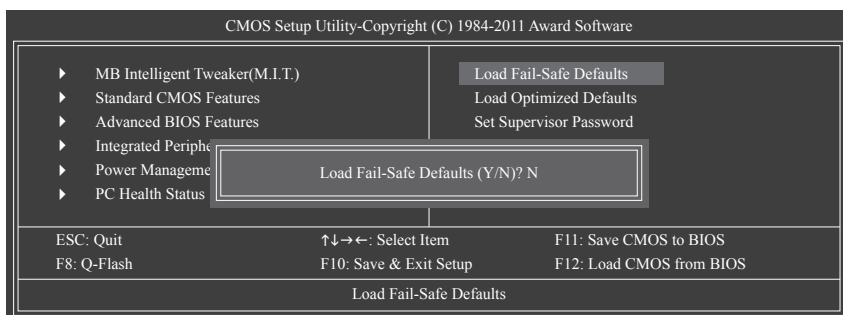 CMOS Setup Utility-Copyright (C) 1984-2011 Award Software
MB Intelligent Tweaker(M.I.T.)
Standard CMOS Features
Advanced BIOS Features
Integrated Periphe
Power Manageme
PC Health Status
Load Fail-Safe Defaults
Load Optimized Defaults
Set Supervisor Password
Load Fail-Safe Defaults (Y/N)? N
ESC: Quit
↑↓→←: Select Item
F11: Save CMOS to BIOS
F8: Q-Flash
F10: Save & Exit Setup
F12: Load CMOS from BIOS
Load Fail-Safe Defaults